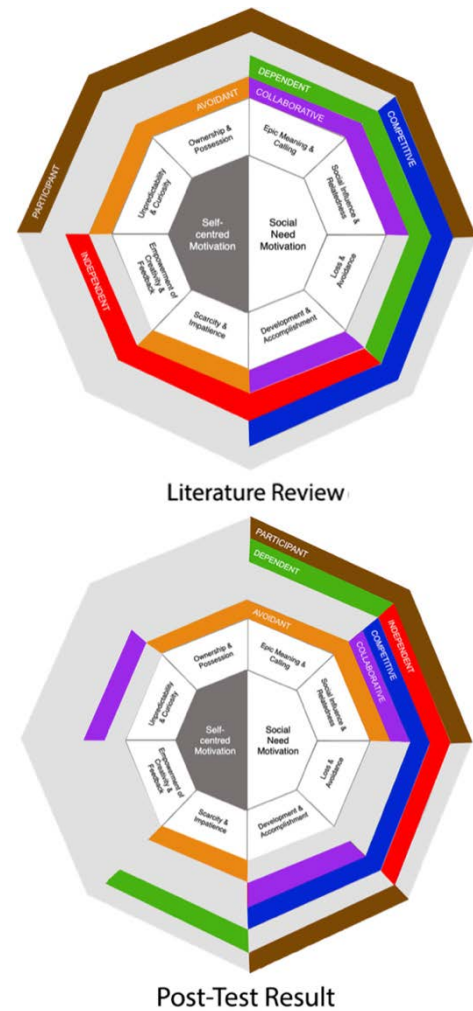 PARTICIPANT
DEPENDENT
AVOIDANT
COLLABORATIVE
COMPETITIVE
INDEPENDENT
Ownership &
Possession
Epic Meaning &
Calling
Unpredictability
& Curiosity
Social Influence &
Relatedness
Self-
centred
Motivation
Social
Need
Motivation
Empowerment of
Creativity &
Feedback
Loss &
Avoidance
Scarcity &
Impatience
Development &
Accomplishment
Literature Review
PARTICIPANT
DEPENDENT
AVOIDANT
COLLABORATIVE
COMPETITIVE
INDEPENDENT
Ownership &
Possession
Epic Meaning &
Calling
Unpredictability
& Curiosity
Social Influence &
Relatedness
Self-
centred
Motivation
Social
Need
Motivation
Empowerment of
Creativity &
Feedback
Loss &
Avoidance
Scarcity &
Impatience
Development &
Accomplishment
Post-Test Result